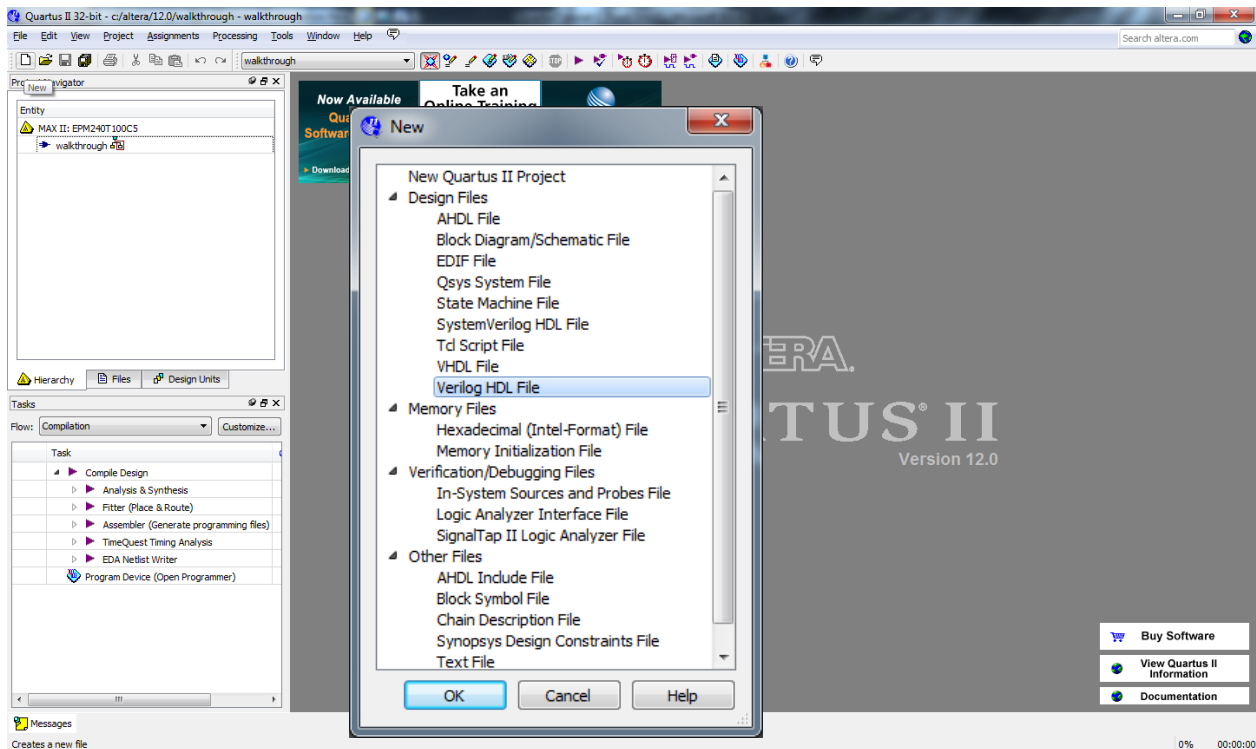 Quartus II 32-bit - c:/altera/12.0/walkthrough - walkthrough
File Edit View Project Assignments Processing Tools Window Help
Search altera.com
walkthrough
Navigator
New
Entity
MAX II: EPM240T100C5
walkthrough
Hierarchy Files Design Units
Tasks
Flow: Compilation Customize...
Task
Compile Design
Analysis & Synthesis
Fitter (Place & Route)
Assembler (Generate programming files)
TimeQuest Timing Analysis
EDA Netlist Writer
Program Device (Open Programmer)
Now Available
Software
Download
Take an
Online Training
New
New Quartus II Project
Design Files
AHDL File
Block Diagram/Schematic File
EDIF File
Qsys System File
State Machine File
SystemVerilog HDL File
Tcl Script File
VHDL File
Verilog HDL File
Memory Files
Hexadecimal (Intel-Format) File
Memory Initialization File
Verification/Debugging Files
In-System Sources and Probes File
Logic Analyzer Interface File
SignalTap II Logic Analyzer File
Other Files
AHDL Include File
Block Symbol File
Chain Description File
Synopsys Design Constraints File
Text File
OK Cancel Help
TERA.
TUS® II
Version 12.0
Buy Software
View Quartus II
Information
Documentation
Messages
Creates a new file
0% 00:00:00